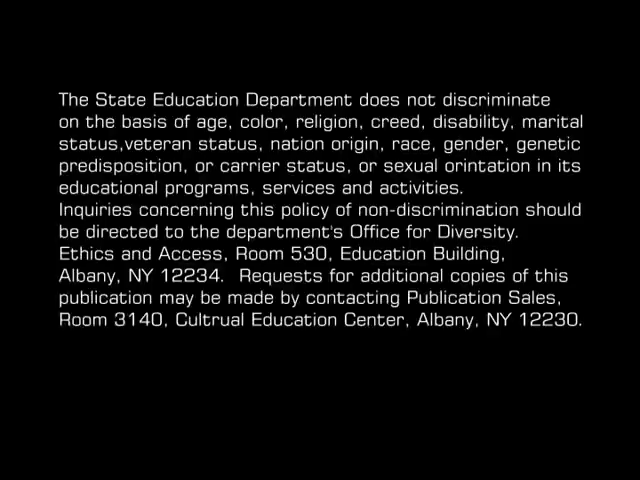 The State Education Department does not discriminate
on the basis of age, color, religion, creed, disability, marital
status,veteran status, nation origin, race, gender, genetic
predisposition, or carrier status, or sexual orintation in its
educational programs, services and activities.
Inquiries concerning this policy of non-discrimination should
be directed to the department's Office for Diversity.
Ethics and Access, Room 530, Education Building,
Albany, NY 12234.  Requests for additional copies of this
publication may be made by contacting Publication Sales,
Room 3140, Cultrual Education Center, Albany, NY 12230.